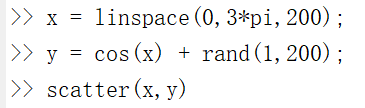 >> x = linspace(0,3*pi,200);
>> y = cos(x) + rand(1,200);
>> scatter(x,y)